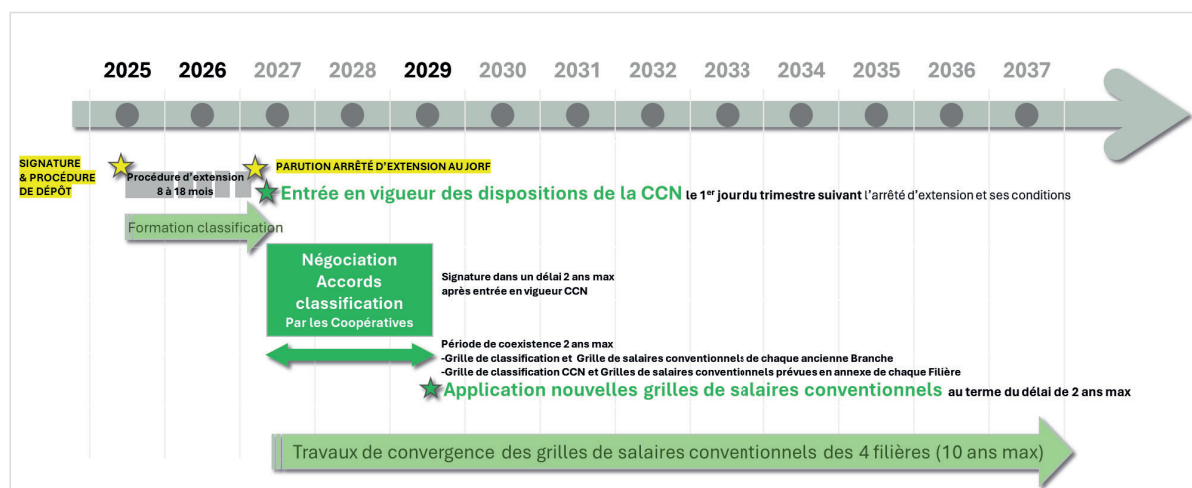 2025 2026 2027 2028 2029 2030 2031 2032 2033 2034 2035 2036 2037
SIGNATURE
& PROCÉDURE
DE DÉPÔT
Procédure d'extension
8 à 18 mois
PARUTION ARRÊTÉ D'EXTENSION AU JORF
Entrée en vigueur des dispositions de la CCN le 1er jour du trimestre suivant l'arrêté d'extension et ses conditions
Formation classification
Négociation
Accords
classification
Par les Coopératives
Signature dans un délai 2 ans max
après entrée en vigueur CCN
Période de coexistence 2 ans max
-Grille de classification et Grille de salaires conventionnels de chaque ancienne Branche
-Grille de classification CCN et Grilles de salaires conventionnels prévues en annexe de chaque Filière
Application nouvelles grilles de salaires conventionnels au terme du délai de 2 ans max
Travaux de convergence des grilles de salaires conventionnels des 4 filières (10 ans max)